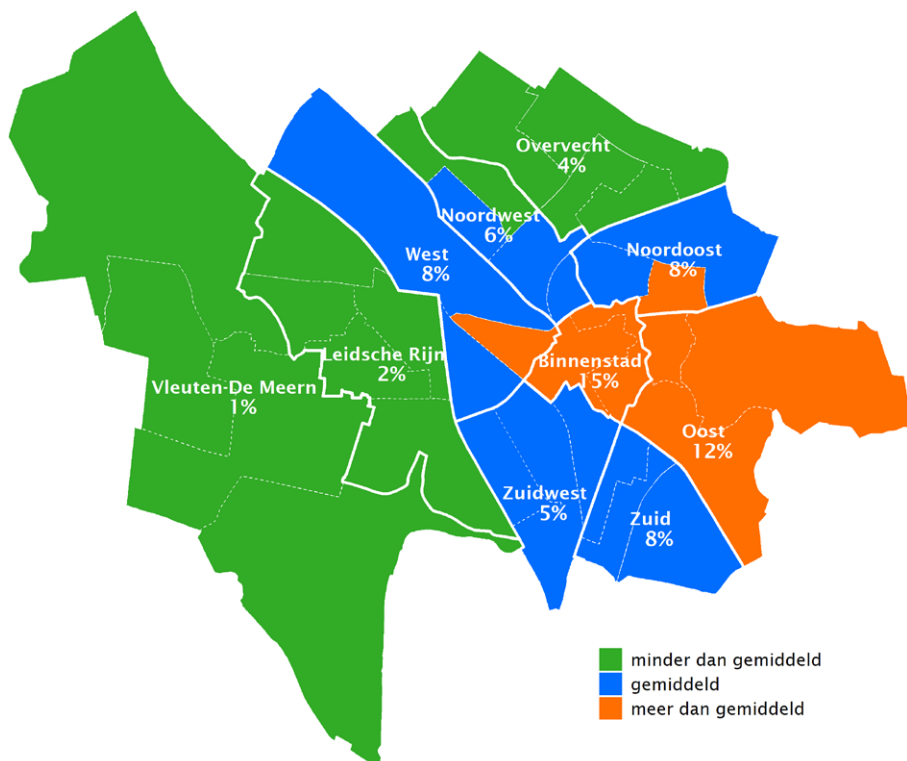 Overvecht
4%
Noordwest
6%
West
8%
Noordoost
8%
Leidsche Rijn
2%
Binnenstad
15%
Vleuten-De Meern
1%
Oost
12%
Zuidwest
5%
Zuid
8%
minder dan gemiddeld
gemiddeld
meer dan gemiddeld